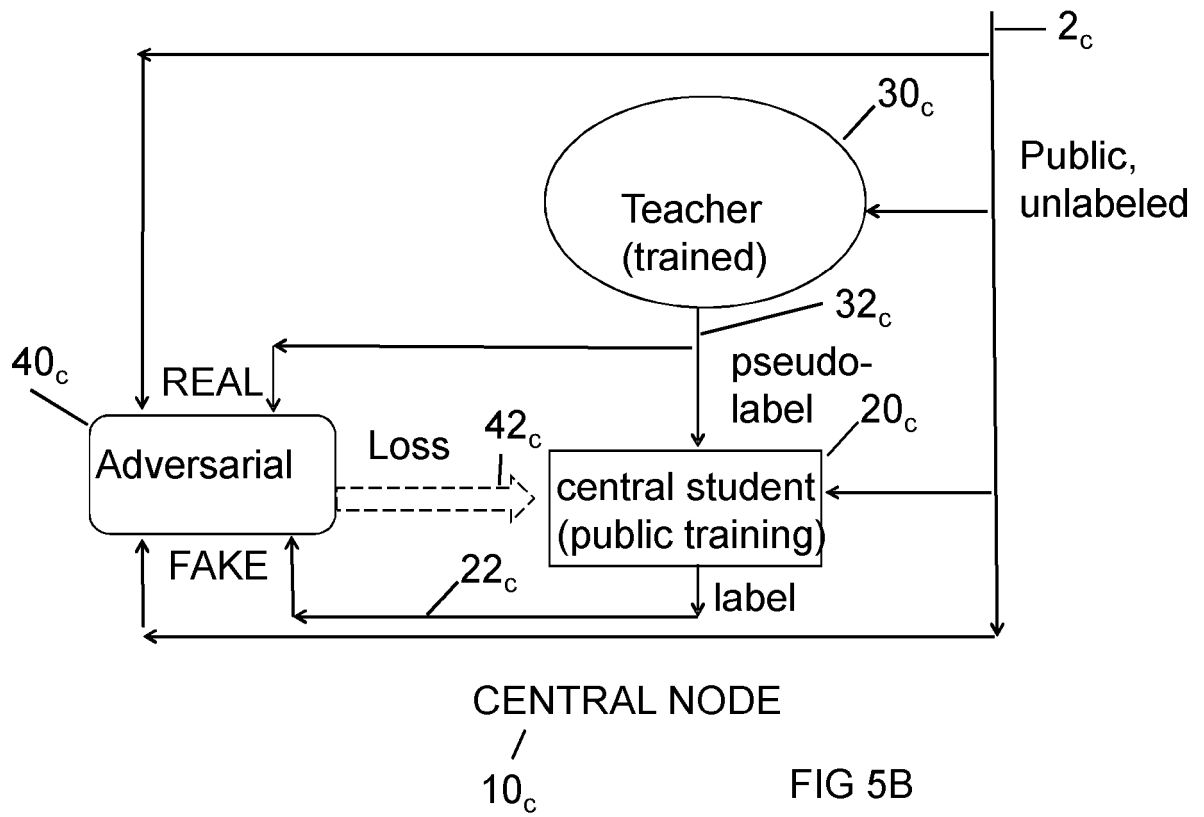 2c
30c
Public,
unlabeled
Teacher
(trained)
32c
pseudo-
label
40c
REAL
20c
Loss
42c
Adversarial
central student
(public training)
FAKE
22c
label
CENTRAL NODE
10c
FIG 5B